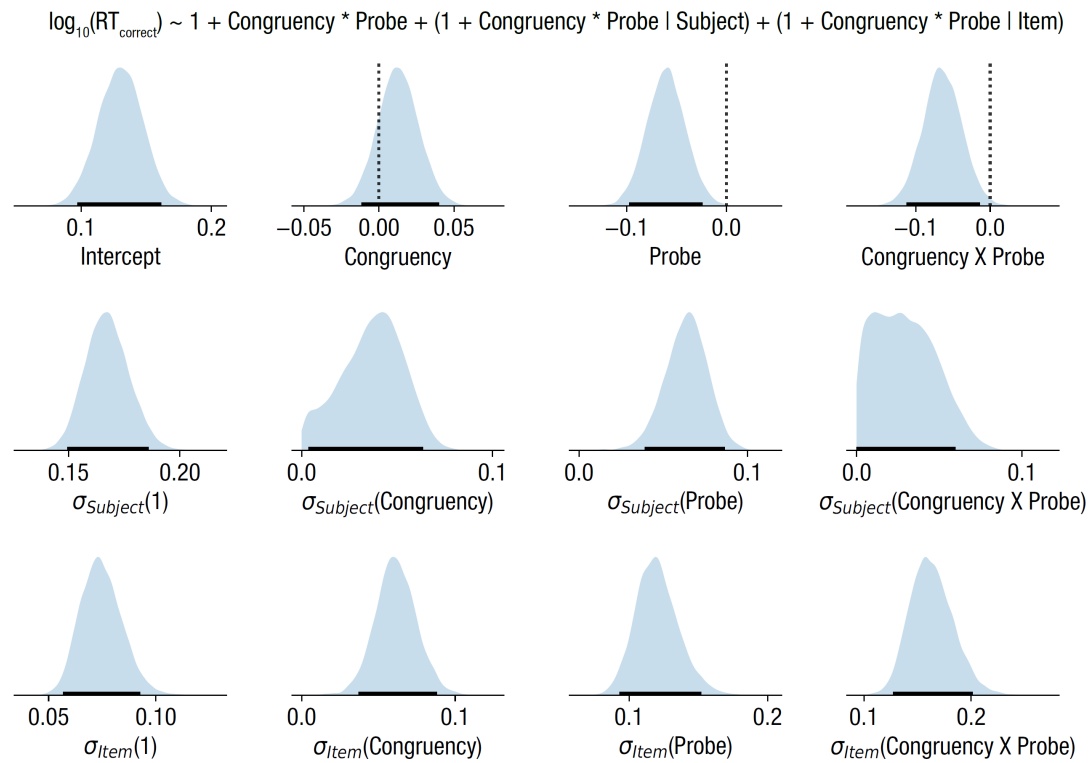 log10(RTcorrect) ~ 1 + Congruency * Probe + (1 + Congruency * Probe | Subject) + (1 + Congruency * Probe | Item)
0.1 0.2 −0.05 0.00 0.05 −0.1 0.0 −0.1 0.0
Intercept Congruency Probe Congruency X Probe
0.15 0.20 0.0 0.1 0.0 0.1 0.0 0.1
σSubject(1) σSubject(Congruency) σSubject(Probe) σSubject(Congruency X Probe)
0.05 0.10 0.0 0.1 0.1 0.2 0.1 0.2
σItem(1) σItem(Congruency) σItem(Probe) σItem(Congruency X Probe)